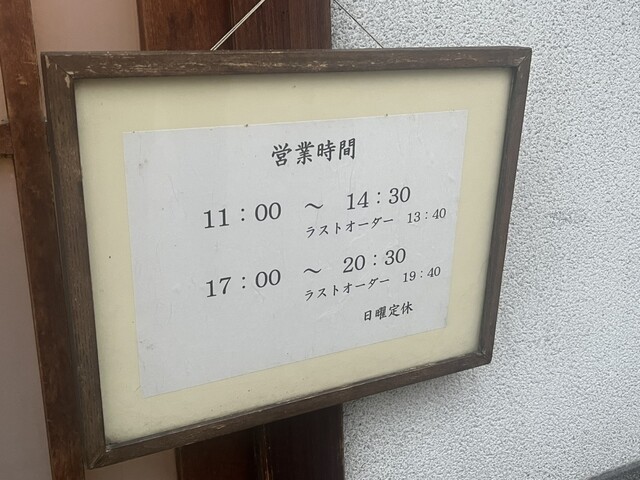 営業時間
11：00 ～ 14：30
ラストオーダー 13：40
17：00 ～ 20：30
ラストオーダー 19：40
日曜定休